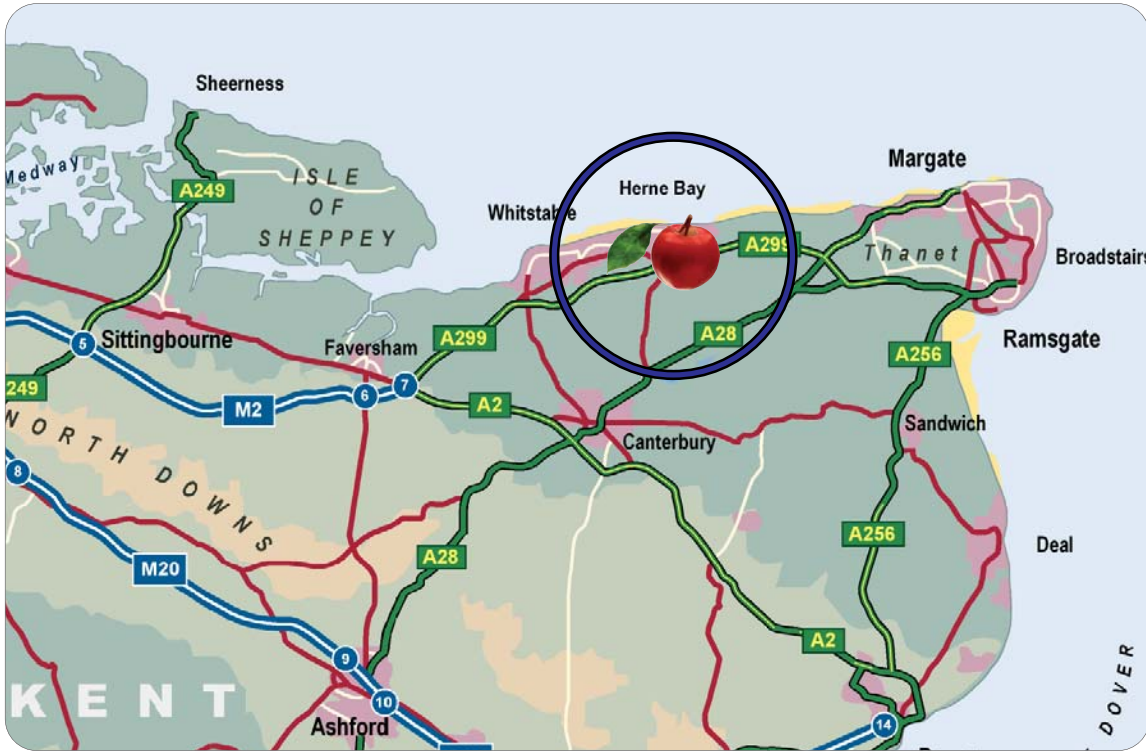 Sheerness
Medway
A249
ISLE
OF
SHEPPEY
Margate
Herne Bay
Whitstable
A299
Thanet
Broadstairs
5
Sittingbourne
A299
Faversham
A28
Ramsgate
A256
249
7
6
M2
A2
Sandwich
Canterbury
NORTH DOWNS
8
A256
Deal
A28
M20
A2
9
KENT
10
Ashford
14
DOVER